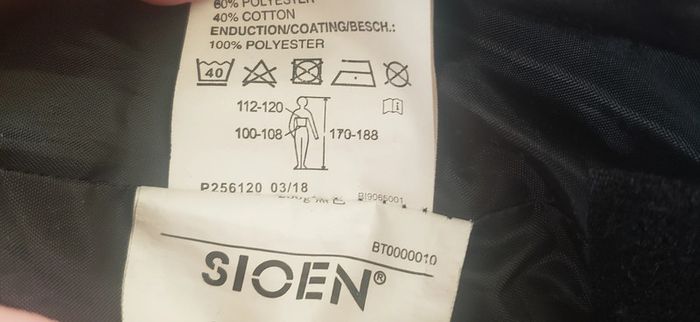 60% POLYESTER
40% COTTON
ENDUCTION/COATING/BESCH.:
100% POLYESTER
40
112-120
100-108
170-188
P256120 03/18
BI9065001
BT0000010
SIOEN®